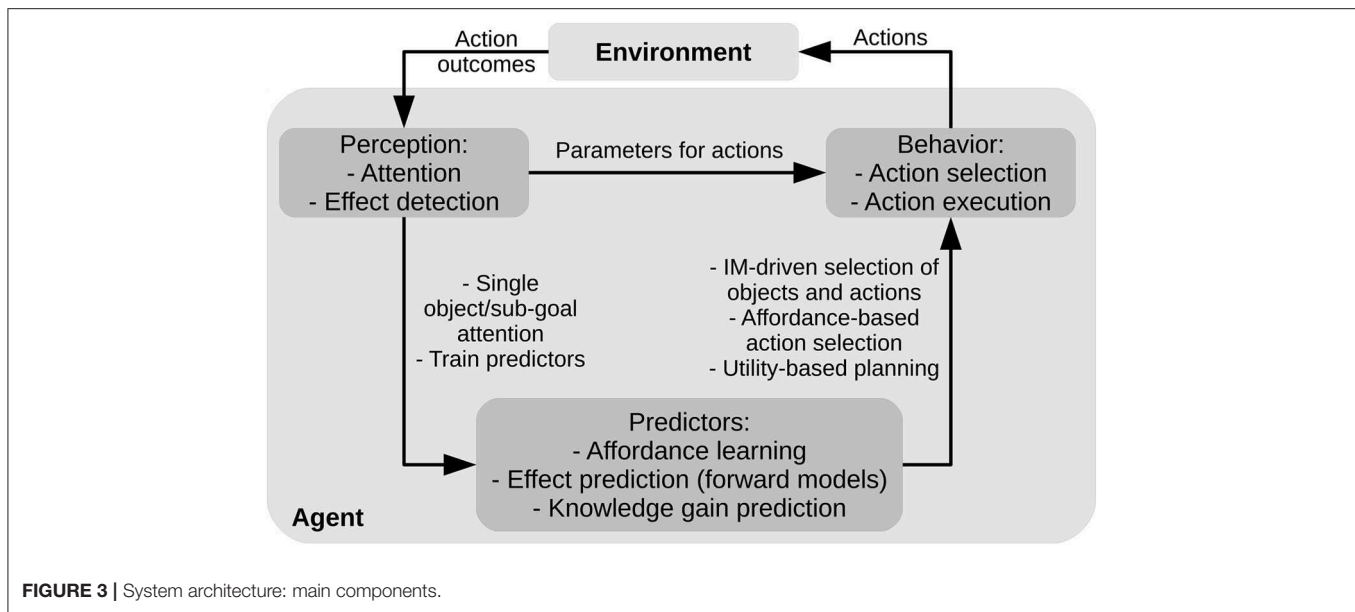 Action
outcomes
Environment
Actions
Perception:
- Attention
- Effect detection
Parameters for actions
Behavior:
- Action selection
- Action execution
- Single
object/sub-goal
attention
- Train predictors
- IM-driven selection of
objects and actions
- Affordance-based
action selection
- Utility-based planning
Predictors:
- Affordance learning
- Effect prediction (forward models)
- Knowledge gain prediction
Agent
FIGURE 3 | System architecture: main components.